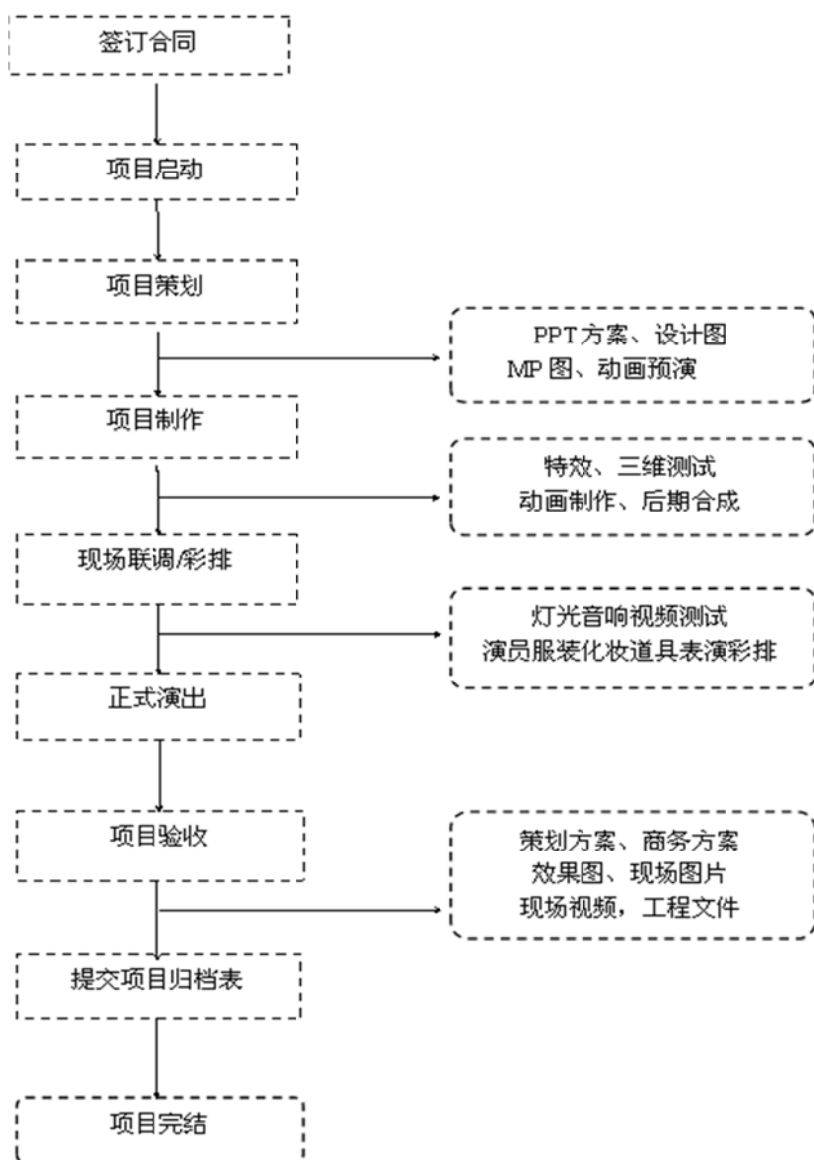 签订合同
项目启动
项目策划
PPT 方案、设计图
MP 图、动画预演
项目制作
特效、三维测试
动画制作、后期合成
现场联调/彩排
灯光音响视频测试
演员服装化妆道具表演彩排
正式演出
项目验收
策划方案、商务方案
效果图、现场图片
现场视频，工程文件
提交项目归档表
项目完结